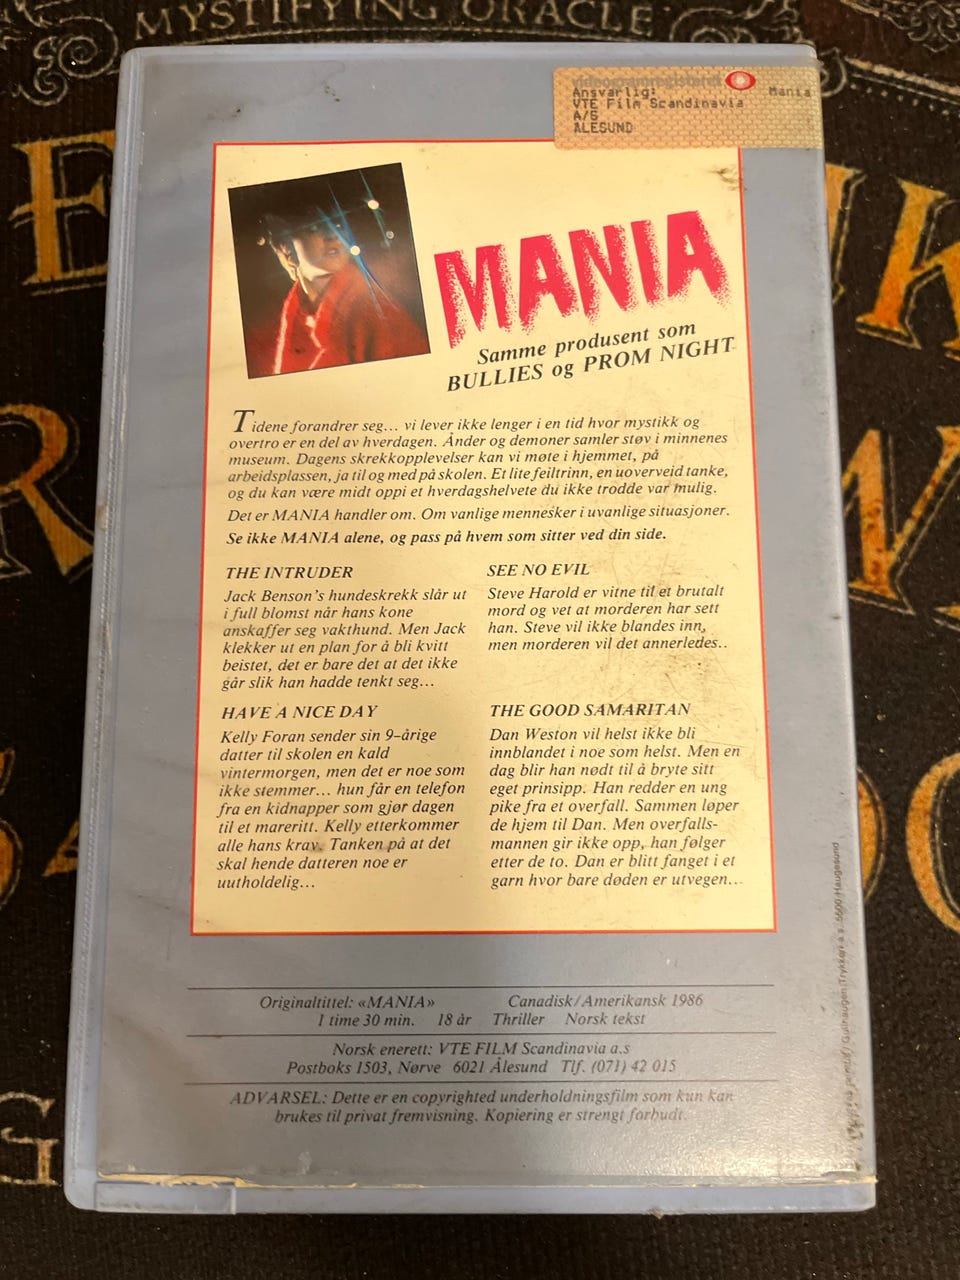 MYSTIFYING ORACLE
videogramregisteret
Ansvarlig: Mania
VTE Film Scandinavia
A/S
ALESUND
MANIA
Samme produsent som
BULLIES og PROM NIGHT
Tidene forandrer seg... vi lever ikke lenger i en tid hvor mystikk og
overtro er en del av hverdagen. Ånder og demoner samler støv i minnenes
museum. Dagens skrekkopplevelser kan vi møte i hjemmet, på
arbeidsplassen, ja til og med på skolen. Et lite feiltrinn, en uoverveid tanke,
og du kan være midt oppi et hverdagshelvete du ikke trodde var mulig.
Det er MANIA handler om. Om vanlige mennesker i uvanlige situasjoner.
Se ikke MANIA alene, og pass på hvem som sitter ved din side.
THE INTRUDER
Jack Benson's hundeskrekk slår ut
i full blomst når hans kone
anskaffer seg vakthund. Men Jack
klekker ut en plan for å bli kvitt
beistet, det er bare det at det ikke
går slik han hadde tenkt seg...
SEE NO EVIL
Steve Harold er vitne til et brutalt
mord og vet at morderen har sett
han. Steve vil ikke blandes inn,
men morderen vil det annerledes..
HAVE A NICE DAY
Kelly Foran sender sin 9-årige
datter til skolen en kald
vintermorgen, men det er noe som
ikke stemmer... hun får en telefon
fra en kidnapper som gjør dagen
til et mareritt. Kelly etterkommer
alle hans krav. Tanken på at det
skal hende datteren noe er
uutholdelig...
THE GOOD SAMARITAN
Dan Weston vil helst ikke bli
innblandet i noe som helst. Men en
dag blir han nødt til å bryte sitt
eget prinsipp. Han redder en ung
pike fra et overfall. Sammen løper
de hjem til Dan. Men overfalls-
mannen gir ikke opp, han følger
etter de to. Dan er blitt fanget i et
garn hvor bare døden er utvegen...
Originaltittel: «MANIA» Canadisk/Amerikansk 1986
1 time 30 min. 18 år Thriller Norsk tekst
Norsk enerett: VTE FILM Scandinavia a.s
Postboks 1503, Nørve 6021 Ålesund Tlf. (071) 42 015
ADVARSEL: Dette er en copyrighted underholdningsfilm som kun kan
brukes til privat fremvisning. Kopiering er strengt forbudt.
5500 Haugesund